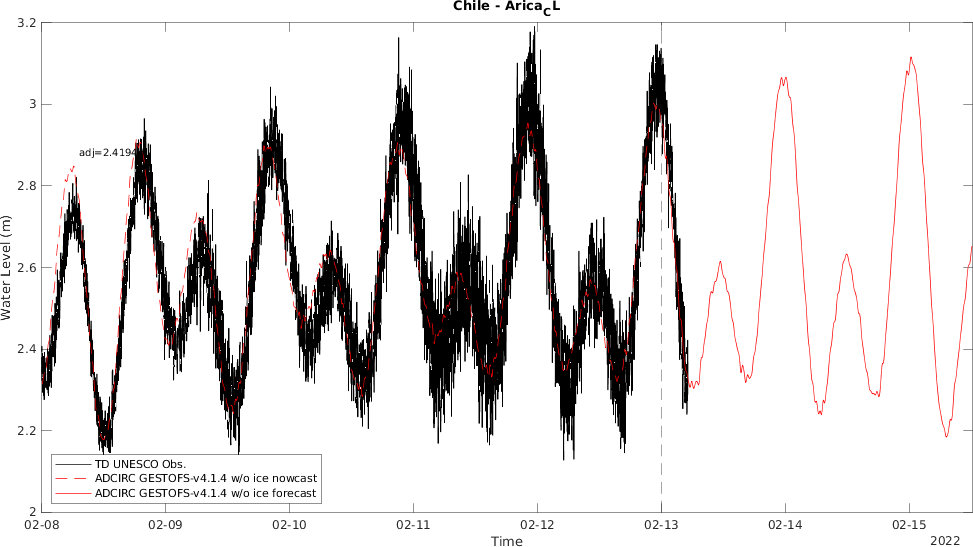 Chile - Arica_CL
3.2
3
2.8
2.6
2.4
2.2
2
Water Level (m)
adj=2.4194
TD UNESCO Obs.
ADCIRC GESTOFS-v4.1.4 w/o ice nowcast
ADCIRC GESTOFS-v4.1.4 w/o ice forecast
02-08 02-09 02-10 02-11 02-12 02-13 02-14 02-15
Time
2022